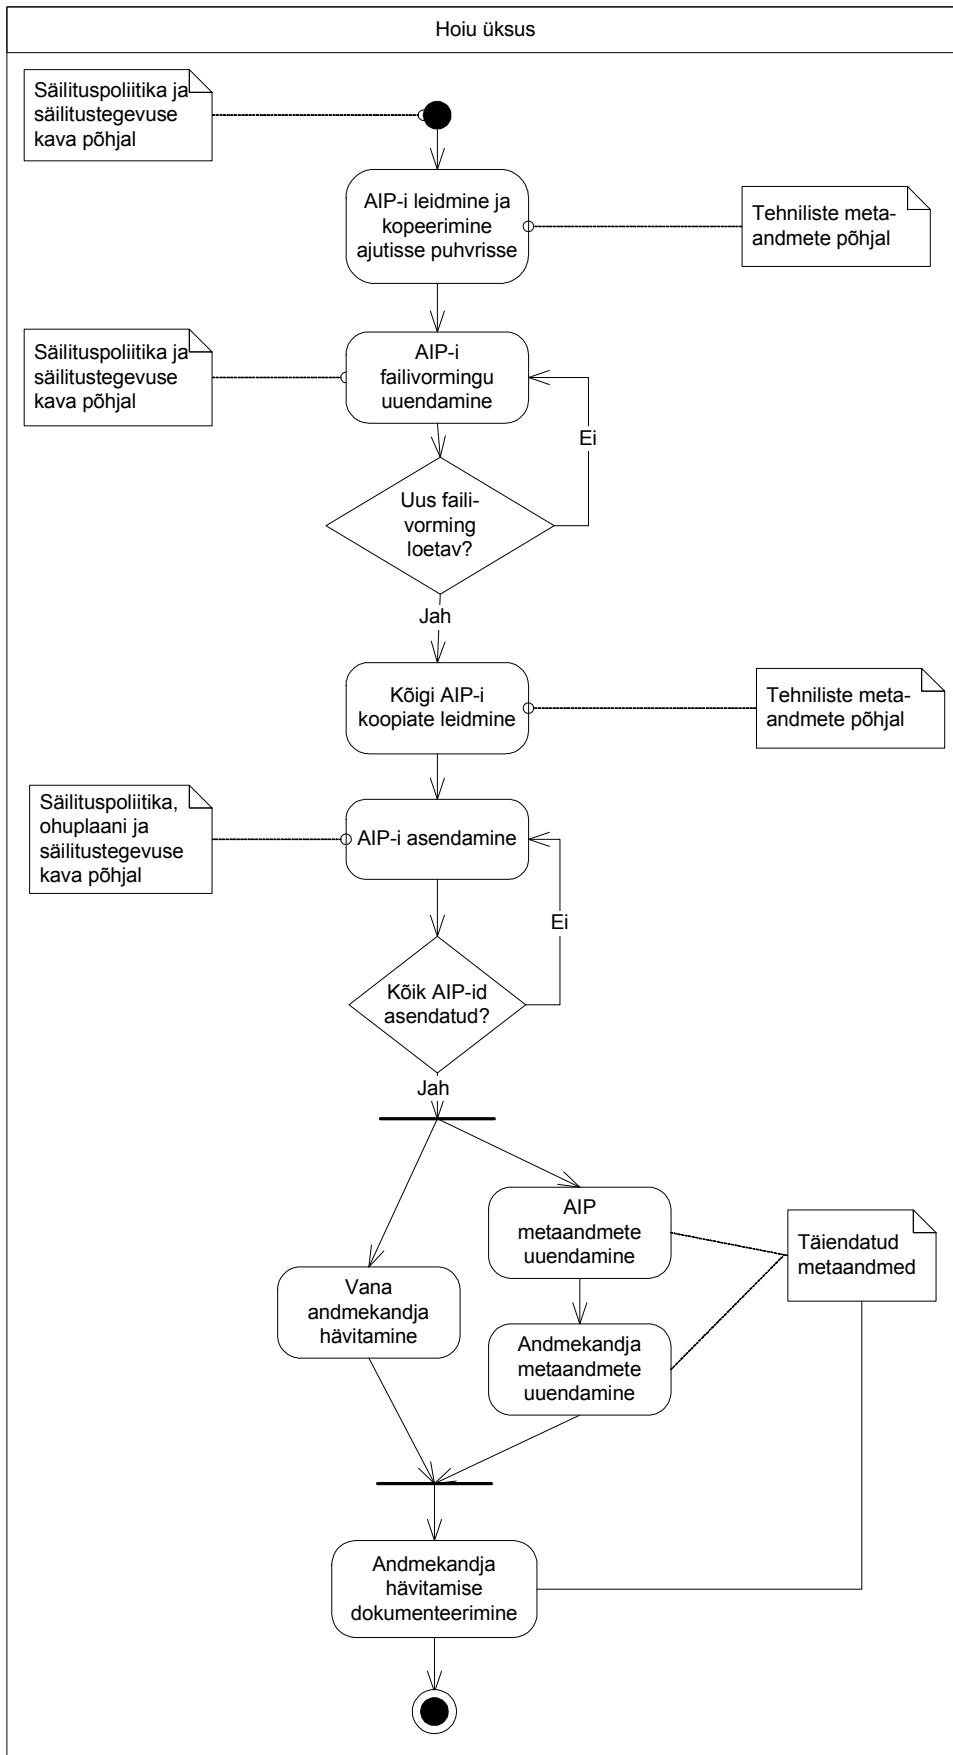 Hoiu üksus
Säilituspoliitika ja
säilitustegevuse
kava põhjal
AIP-i leidmine ja
kopeerimine
ajutisse puhvrisse
Tehniliste meta-
andmete põhjal
Säilituspoliitika ja
säilitustegevuse
kava põhjal
AIP-i
failivormingu
uuendamine
Ei
Uus faili-
vorming
loetav?
Jah
Kõigi AIP-i
koopiate leidmine
Tehniliste meta-
andmete põhjal
Säilituspoliitika,
ohuplaani ja
säilitustegevuse
kava põhjal
AIP-i asendamine
Ei
Kõik AIP-id
asendatud?
Jah
AIP
metaandmete
uuendamine
Täiendatud
metaandmed
Vana
andmekandja
hävitamine
Andmekandja
metaandmete
uuendamine
Andmekandja
hävitamise
dokumenteerimine